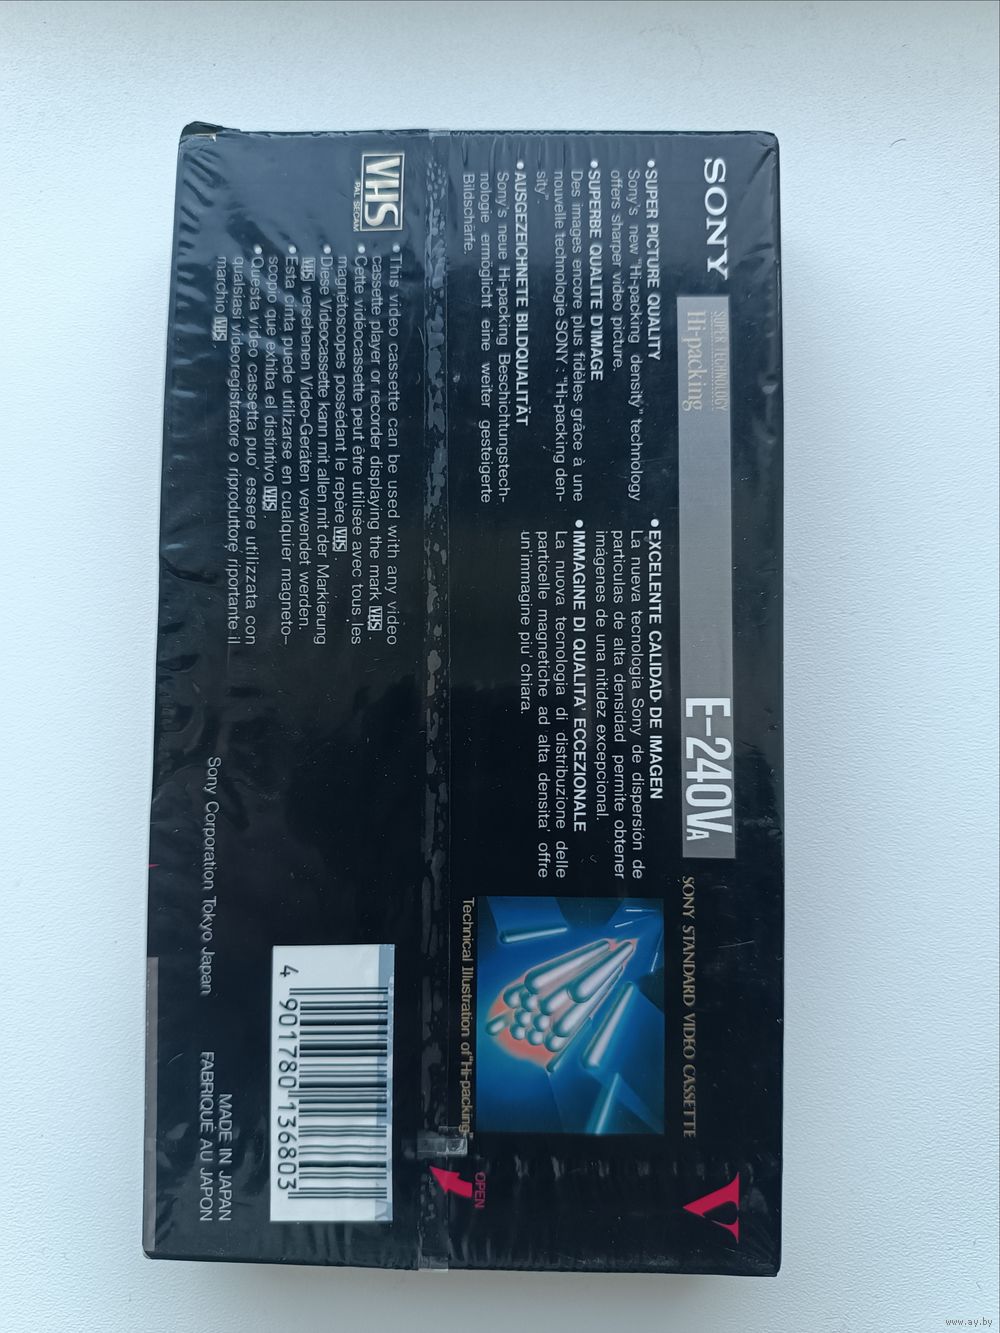 SONY
SUPER TECHNOLOGY
Hi-packing
E-240VA
SONY STANDARD VIDEO CASSETTE
V
• SUPER PICTURE QUALITY
Sony's new "Hi-packing density" technology
offers sharper video picture.
• SUPERBE QUALITE D'IMAGE
Des images encore plus fidèles grâce à une
nouvelle technologie SONY : "Hi-packing den-
sity".
• AUSGEZEICHNETE BILDQUALITÄT
Sony's neue Hi-packing Beschichtungstech-
nologie ermöglicht eine weiter gesteigerte
Bildschärfe.
• EXCELENTE CALIDAD DE IMAGEN
La nueva tecnologia Sony de dispersión de
particulas de alta densidad permite obtener
imágenes de una nitidez excepcional.
• IMMAGINE DI QUALITA' ECCEZIONALE
La nuova tecnologia di distribuzione delle
particelle magnetiche ad alta densita' offre
un'immagine piu' chiara.
Technical Illustration of "Hi-packing"
OPEN
VHS
PAL SECAM
• This video cassette can be used with any video
cassette player or recorder displaying the mark VHS.
• Cette vidéocassette peut être utilisée avec tous les
magnétoscopes possédant le repère VHS.
• Diese Videocassette kann mit allen mit der Markierung
VHS versehenen Video-Geräten verwendet werden.
• Esta cinta puede utilizarse en cualquier magneto-
scopio que exhiba el distintivo VHS.
• Questa video cassetta puo' essere utilizzata con
qualsiasi videoregistratore o riproduttore riportante il
marchio VHS.
4 901780 136803
Sony Corporation Tokyo Japan
MADE IN JAPAN
FABRIQUÉ AU JAPON
www.ay.by